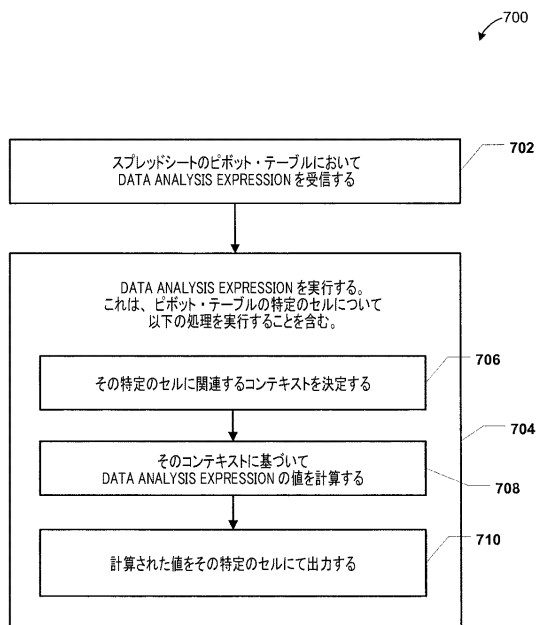 700
スプレッドシートのピボット・テーブルにおいて
DATA ANALYSIS EXPRESSION を受信する
702
DATA ANALYSIS EXPRESSION を実行する。
これは、ピボット・テーブルの特定のセルについて
以下の処理を実行することを含む。
その特定のセルに関連するコンテキストを決定する
706
704
そのコンテキストに基づいて
DATA ANALYSIS EXPRESSION の値を計算する
708
計算された値をその特定のセルにて出力する
710